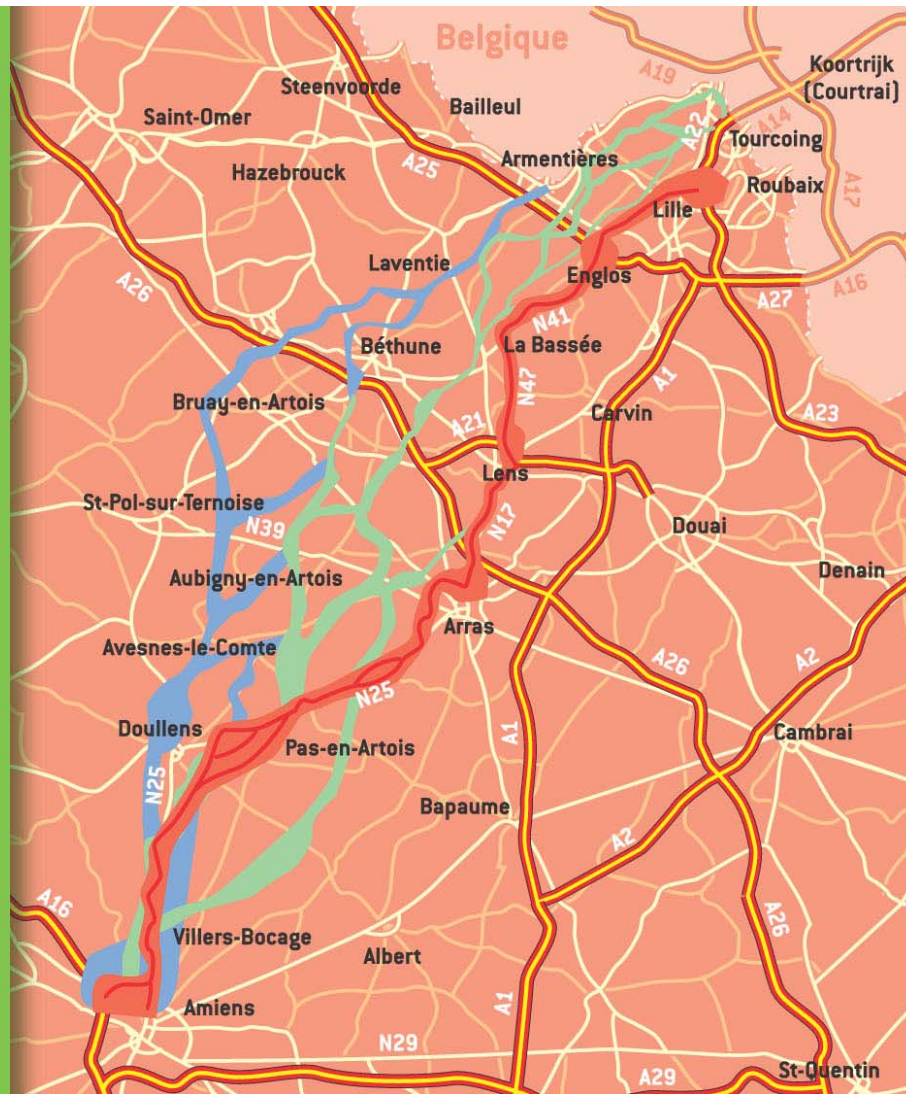 Belgique
A19
Koortrijk
(Courtrai)
Steenvoorde
Bailleul
Saint-Omer
A22
A14
Tourcoing
Armentières
A25
Hazebrouck
Roubaix
A17
Lille
Laventie
Englos
A26
A27
A16
N41
La Bassée
Béthune
A1
N47
Bruay-en-Artois
Carvin
A23
A21
Lens
St-Pol-sur-Ternoise
N39
N17
Douai
Aubigny-en-Artois
Denain
Arras
Avesnes-le-Comte
A26
A2
N25
Doullens
Pas-en-Artois
A1
Cambrai
N25
Bapaume
A2
A16
A26
Villers-Bocage
Albert
Amiens
A1
N29
A29
St-Quentin